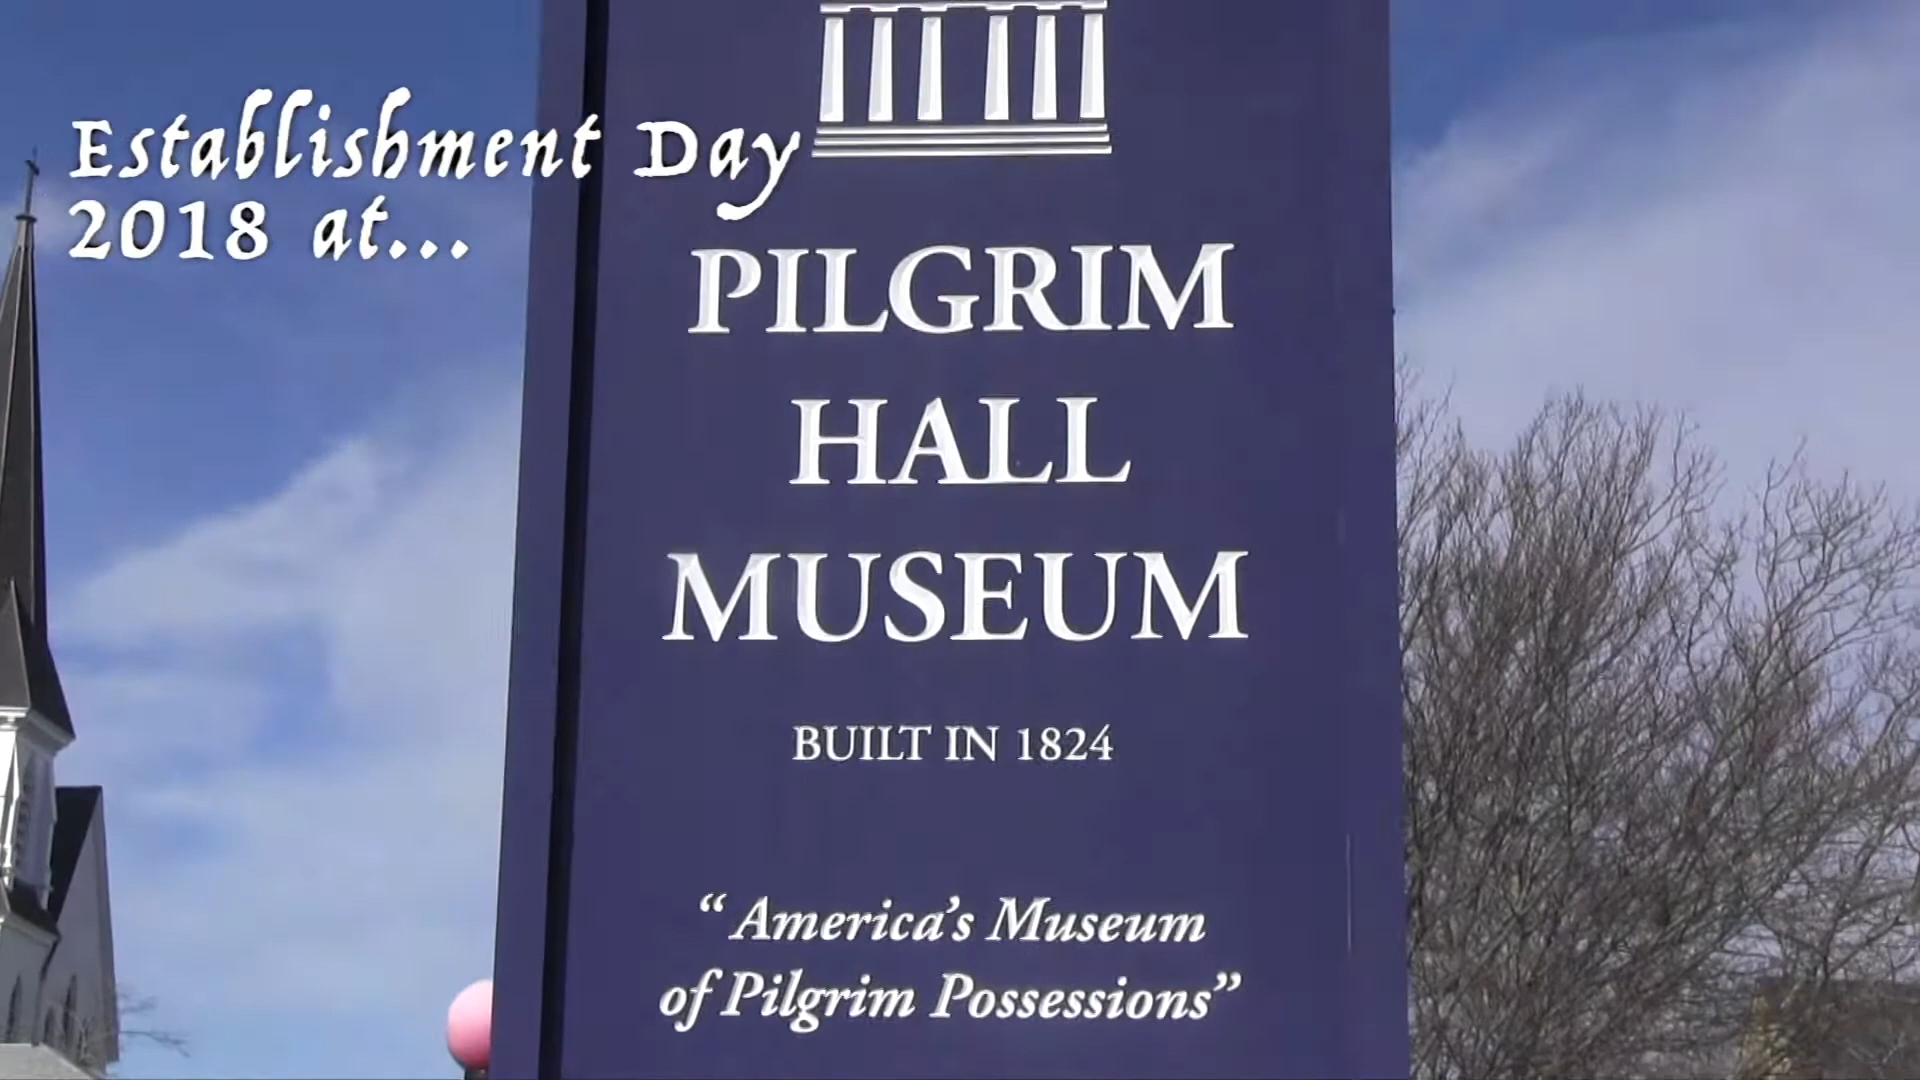 Establishment Day
2018 at...
PILGRIM
HALL
MUSEUM
BUILT IN 1824
“America’s Museum
of Pilgrim Possessions”